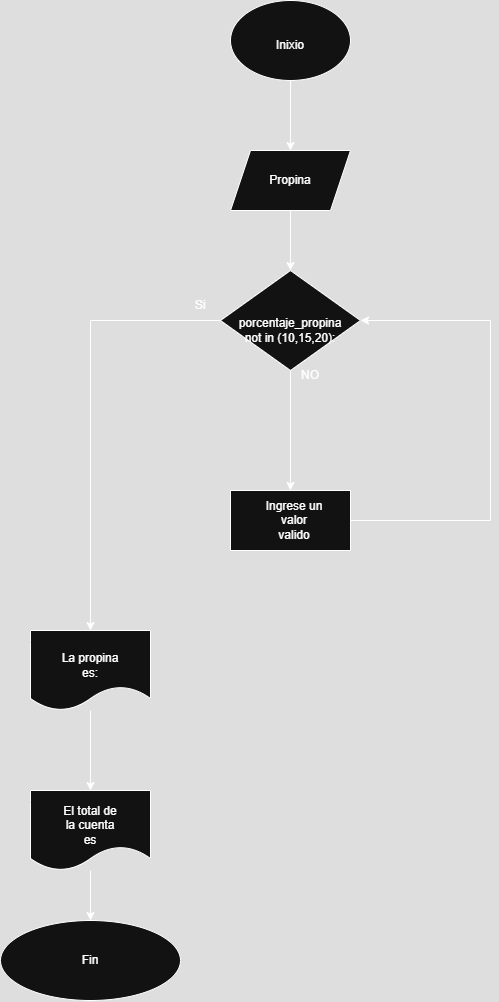 Inixio
Propina
Si
porcentaje_propina
not in (10,15,20):
NO
Ingrese un
valor
valido
La propina
es:
El total de
la cuenta
es
Fin